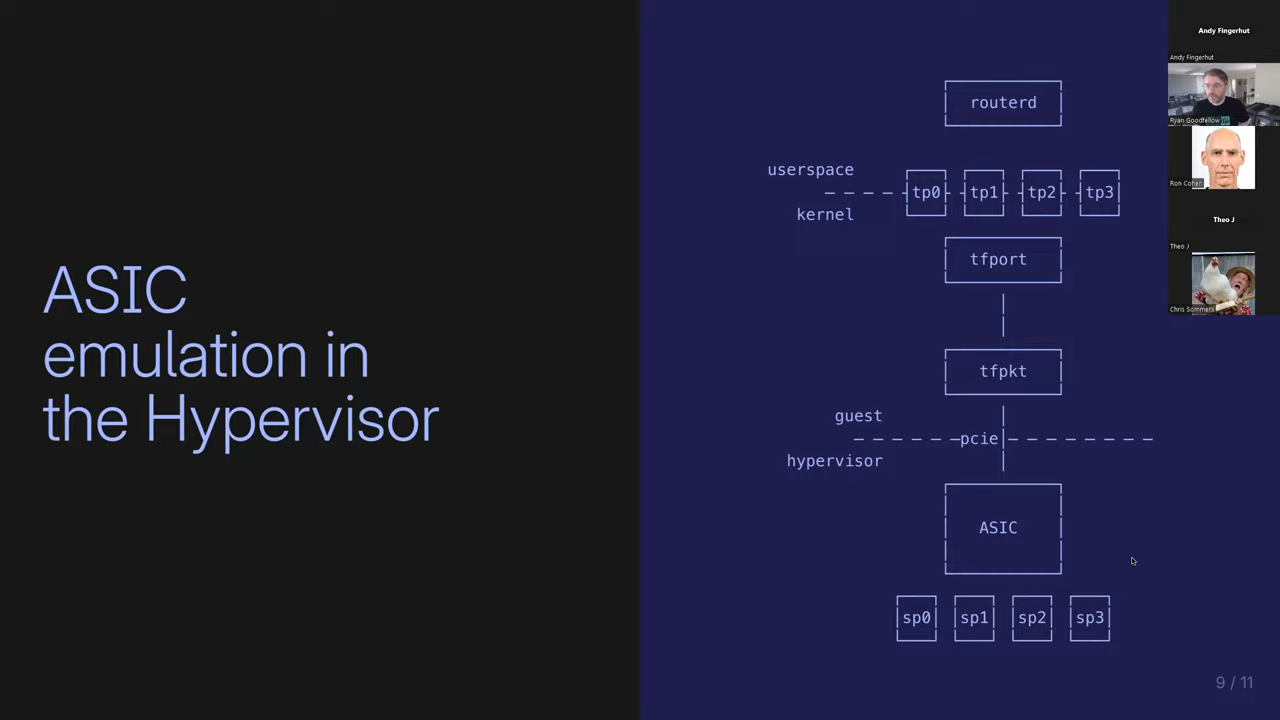 ASIC
emulation in
the Hypervisor
routerd
userspace
tp0 tp1 tp2 tp3
kernel
tfport
tfpkt
guest
pcie
hypervisor
ASIC
sp0 sp1 sp2 sp3
9 / 11
Andy Fingerhut
Andy Fingerhut
Ryan Goodfellow
Ron Cohen
Theo J
Theo J
Chris Sommers